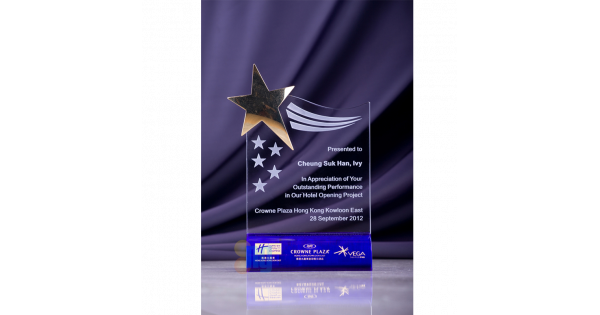 Presented to
Cheung Suk Han, Ivy
In Appreciation of Your
Outstanding Performance
in Our Hotel Opening Project
Crowne Plaza Hong Kong Kowloon East
28 September 2012
CROWNE PLAZA
VEGA